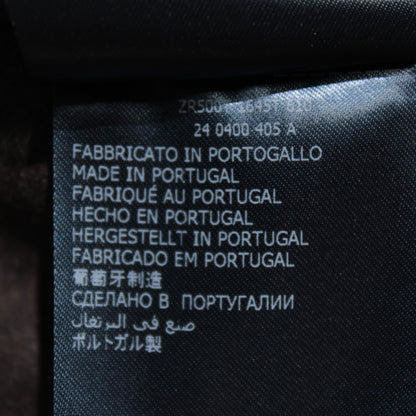 24 0400 405 A
FABBRICATO IN PORTOGALLO
MADE IN PORTUGAL
FABRIQUÉ AU PORTUGAL
HECHO EN PORTUGAL
HERGESTELLT IN PORTUGAL
FABRICADO EM PORTUGAL
葡萄牙制造
СДЕЛАНО В ПОРТУГАЛИИ
صنع في البرتغال
ポルトガル製